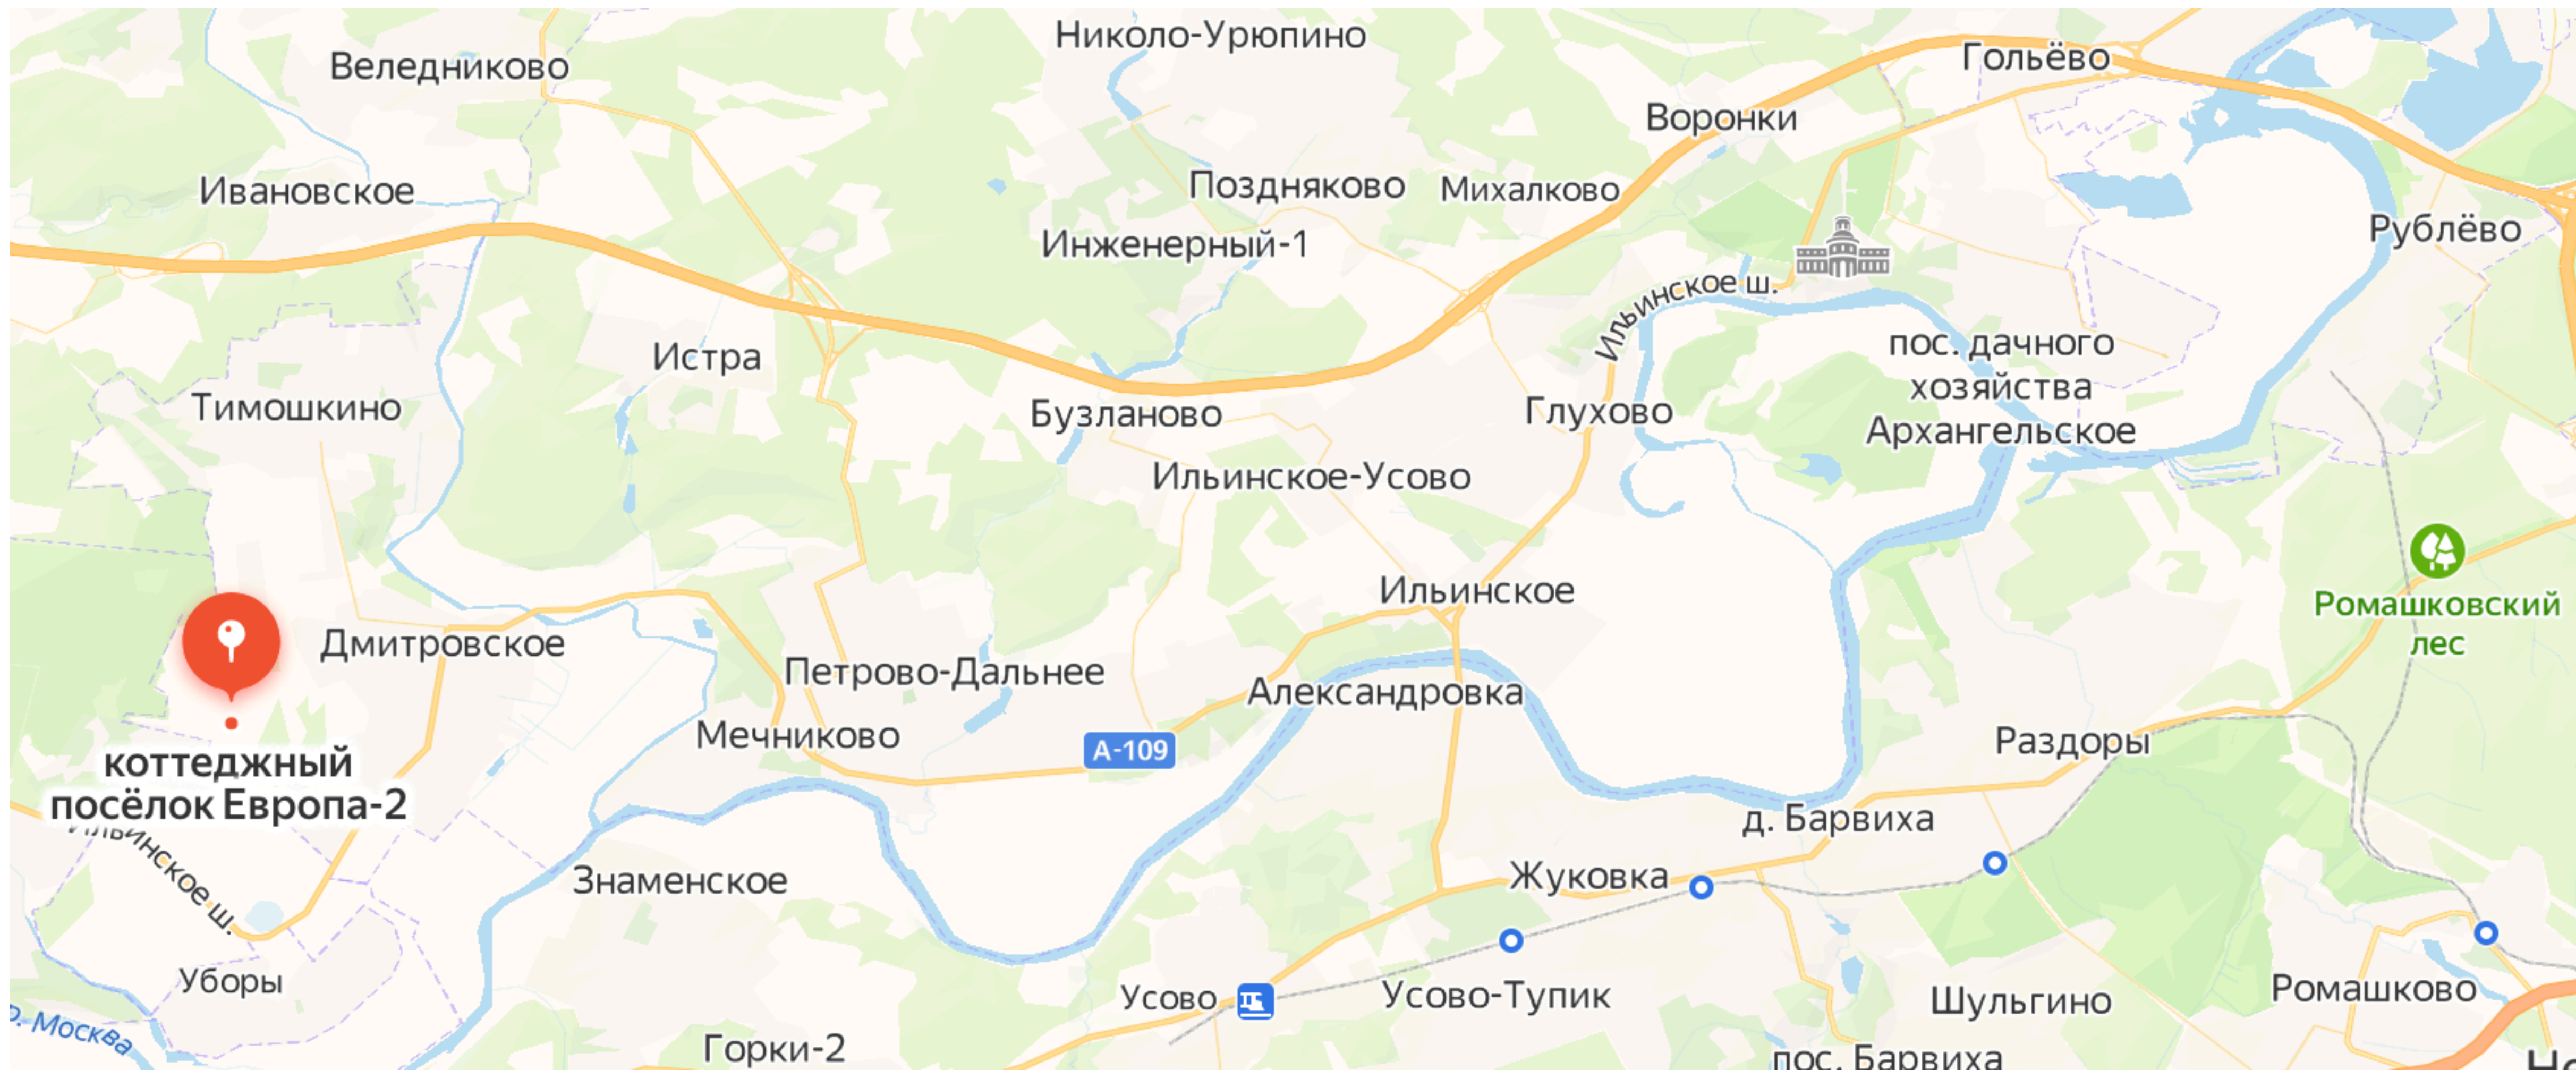 Николо-Урюпино
Гольёво
Веледниково
Воронки
Поздняково
Михалково
Ивановское
Рублёво
Инженерный-1
Ильинское ш.
пос. дачного
хозяйства
Архангельское
Истра
Тимошкино
Бузланово
Глухово
Ильинское-Усово
Ильинское
Ромашковский
лес
Дмитровское
Петрово-Дальнее
Александровка
Мечниково
А-109
Раздоры
коттеджный
посёлок Европа-2
д. Барвиха
Ильинское ш.
Знаменское
Жуковка
Уборы
Усово
Усово-Тупик
Шульгино
Ромашково
р. Москва
Горки-2
пос. Барвиха